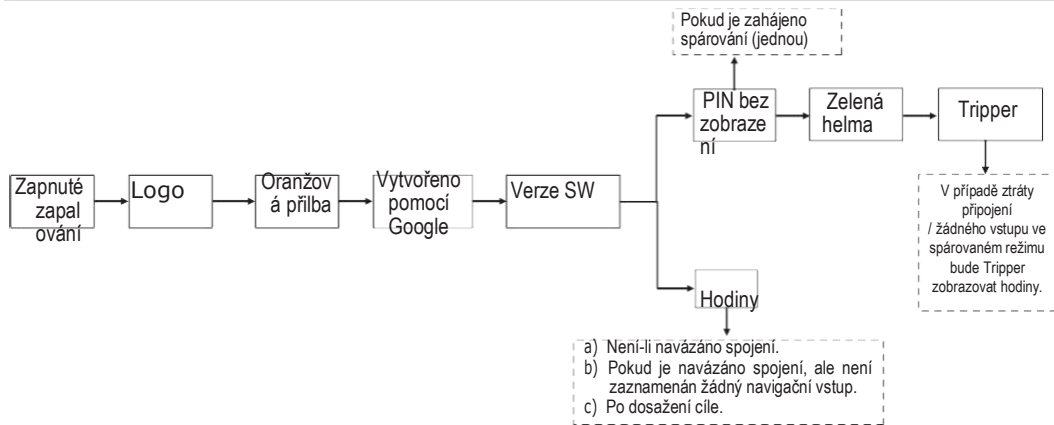 Pokud je zahájeno
spárování (jednou)
PIN bez
zobraze
ní
Zelená
helma
Tripper
Zapnuté
zapal
ování
Logo
Oranžov
á přilba
Vytvořeno
pomocí
Google
Verze SW
V případě ztráty
připojení
/ žádného vstupu ve
spárovaném režimu
bude Tripper
zobrazovat hodiny.
Hodiny
a) Není-li navázáno spojení.
b) Pokud je navázáno spojení, ale není
zaznamenán žádný navigační vstup.
c) Po dosažení cíle.